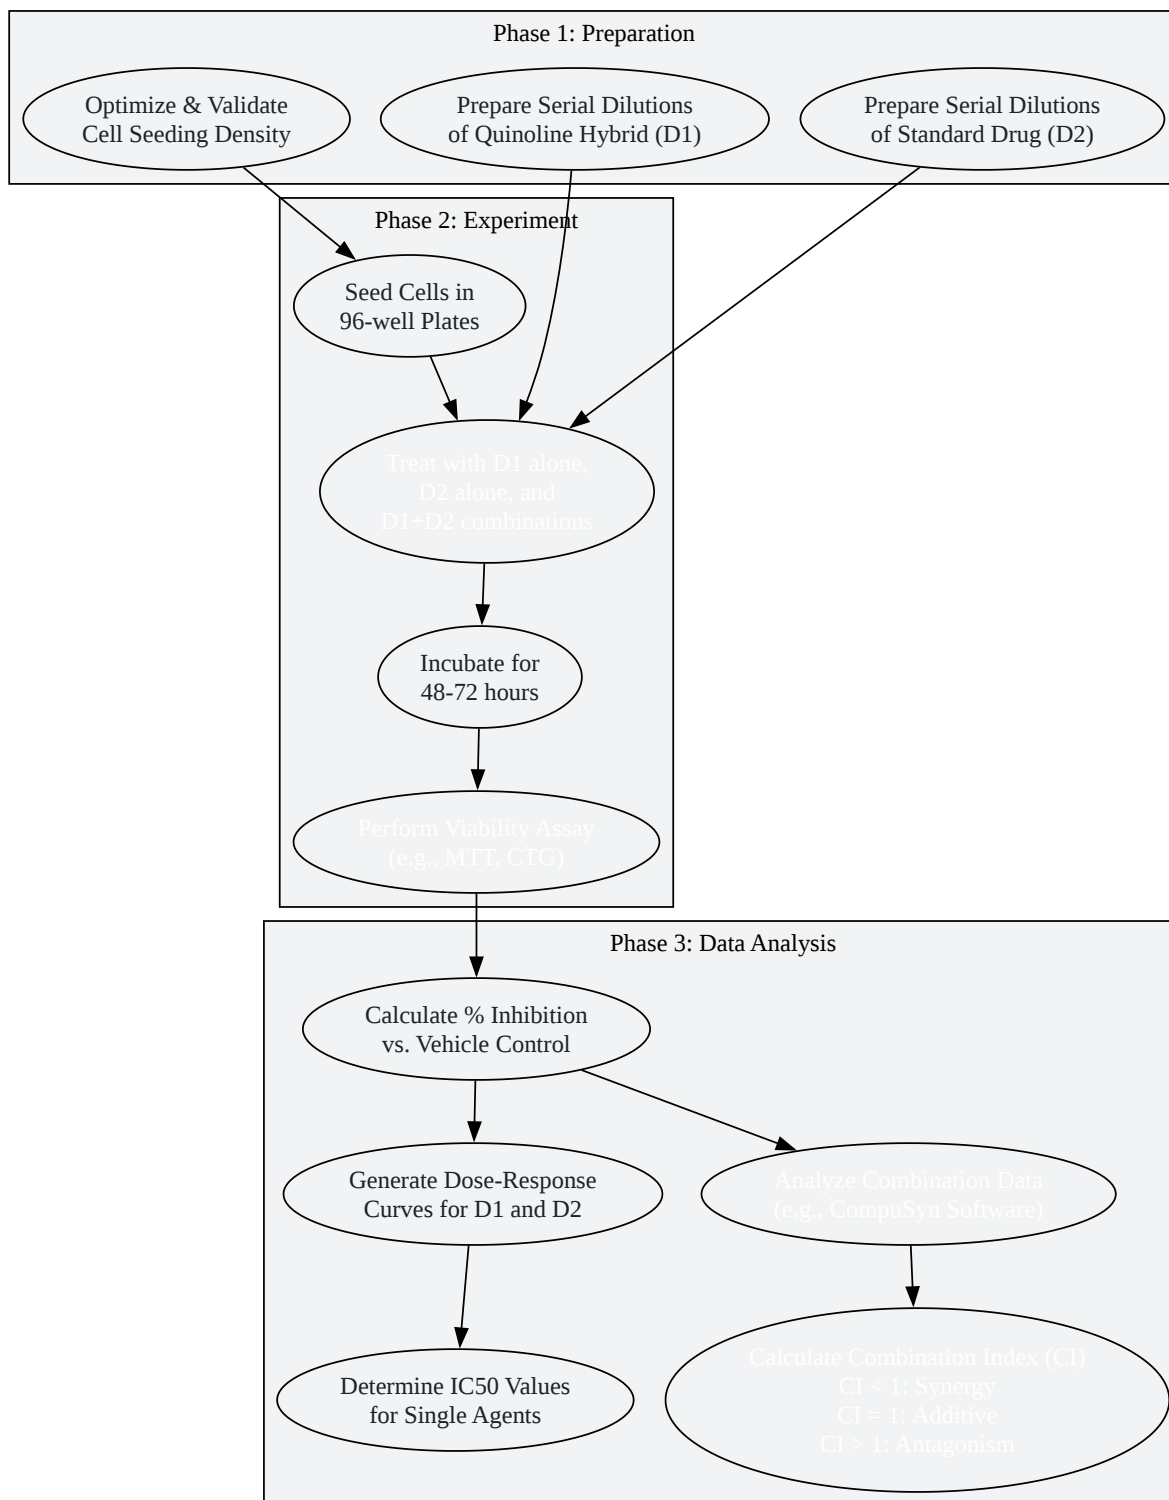 Phase 1: Preparation
Optimize & Validate
Cell Seeding Density
Prepare Serial Dilutions
of Quinoline Hybrid (D1)
Prepare Serial Dilutions
of Standard Drug (D2)
Phase 2: Experiment
Seed Cells in
96-well Plates
Treat with D1 alone,
D2 alone, and
D1+D2 combinations
Incubate for
48-72 hours
Perform Viability Assay
(e.g., MTT, CTG)
Phase 3: Data Analysis
Calculate % Inhibition
vs. Vehicle Control
Generate Dose-Response
Curves for D1 and D2
Analyze Combination Data
(e.g., CompuSyn Software)
Determine IC50 Values
for Single Agents
Calculate Combination Index (CI)
CI < 1: Synergy
CI = 1: Additive
CI > 1: Antagonism